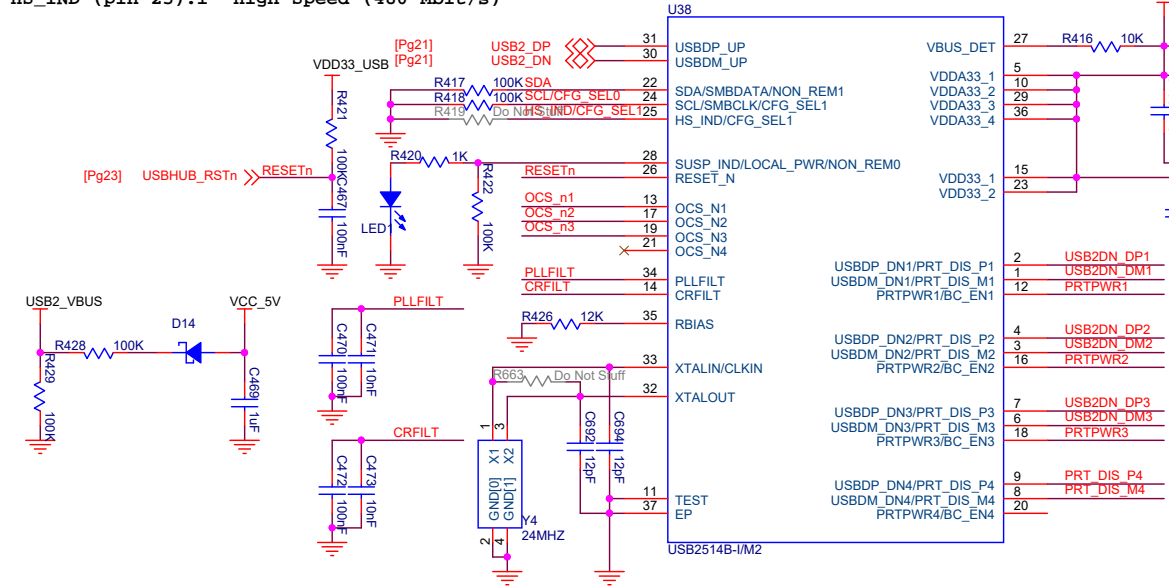 HS_IND (pin 25):1 High Speed (480 Mbit/s)
U38
[Pg21] USB2_DP 31 USBDP_UP
[Pg21] USB2_DN 30 USBDM_UP
VBUS_DET 27 R416 10K
VDD33_USB
R421 100K
R417 100K SDA 22 SDA/SMBDATA/NON_REM1
R418 100K SCL/CFG_SEL0 24 SCL/SMBCLK/CFG_SEL1
R419 Do Not Stuff HS_IND/CFG_SEL1 25 HS_IND/CFG_SEL1
VDDA33_1 5
VDDA33_2 10
VDDA33_3 29
VDDA33_4 36
R420 1K 28 SUSP_IND/LOCAL_PWR/NON_REM0
[Pg23] USBHUB_RSTn RESETn
RESETn 26 RESET_N
VDD33_1 15
VDD33_2 23
C467 100nF
LED1
R422 100K
OCS_n1 13 OCS_N1
OCS_n2 17 OCS_N2
OCS_n3 19 OCS_N3
21 OCS_N4
PLLFILT 34 PLLFILT
CRFILT 14 CRFILT
USBDP_DN1/PRT_DIS_P1 2 USB2DN_DP1
USBDM_DN1/PRT_DIS_M1 1 USB2DN_DM1
PRTPWR1/BC_EN1 12 PRTPWR1
USB2_VBUS
VCC_5V
D14
R428 100K
R429 100K
C469 1uF
PLLFILT
C470 100nF
C471 10nF
R426 12K 35 RBIAS
USBDP_DN2/PRT_DIS_P2 4 USB2DN_DP2
USBDM_DN2/PRT_DIS_M2 3 USB2DN_DM2
PRTPWR2/BC_EN2 16 PRTPWR2
33 XTALIN/CLKIN
R663 Do Not Stuff
32 XTALOUT
USBDP_DN3/PRT_DIS_P3 7 USB2DN_DP3
USBDM_DN3/PRT_DIS_M3 6 USB2DN_DM3
PRTPWR3/BC_EN3 18 PRTPWR3
CRFILT
C472 100nF
C473 10nF
1 3
X1 X2
GND[0] GND[1]
2 4
Y4
24MHZ
C692 12pF
C694 12pF
USBDP_DN4/PRT_DIS_P4 9 PRT_DIS_P4
USBDM_DN4/PRT_DIS_M4 8 PRT_DIS_M4
PRTPWR4/BC_EN4 20
11 TEST
37 EP
USB2514B-I/M2